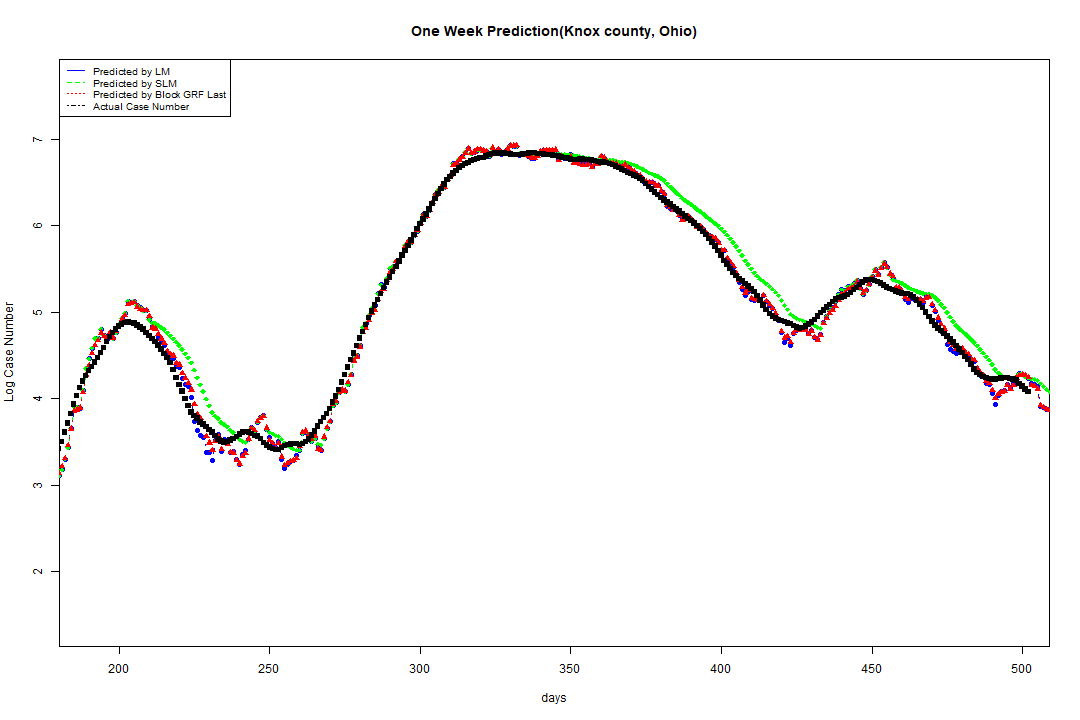 One Week Prediction(Knox county, Ohio)
Predicted by LM
Predicted by SLM
Predicted by Block GRF Last
Actual Case Number
7
6
5
4
3
2
Log Case Number
200 250 300 350 400 450 500
days